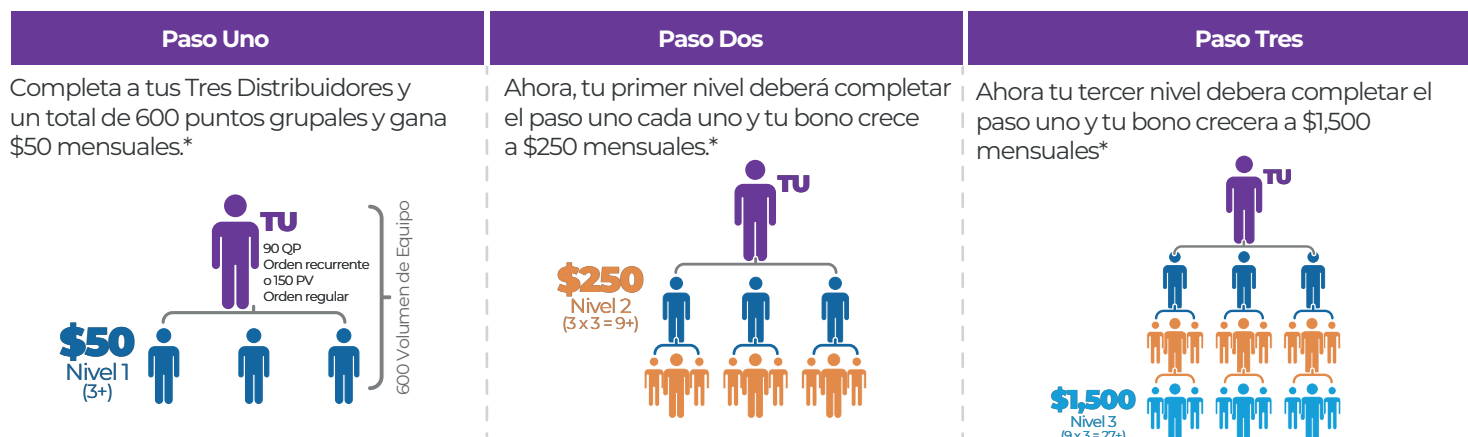 Paso Uno
Completa a tus Tres Distribuidores y
un total de 600 puntos grupales y gana
$50 mensuales.*
TU
90 QP
Orden recurrente
o 150 PV
Orden regular
600 Volumen de Equipo
$50
Nivel 1
(3+)
Paso Dos
Ahora, tu primer nivel deberá completar
el paso uno cada uno y tu bono crece
a $250 mensuales.*
TU
$250
Nivel 2
(3 x 3 = 9+)
Paso Tres
Ahora tu tercer nivel debera completar el
paso uno y tu bono crecera a $1,500
mensuales*
TU
$1,500
Nivel 3
(9 x 3 = 27+)